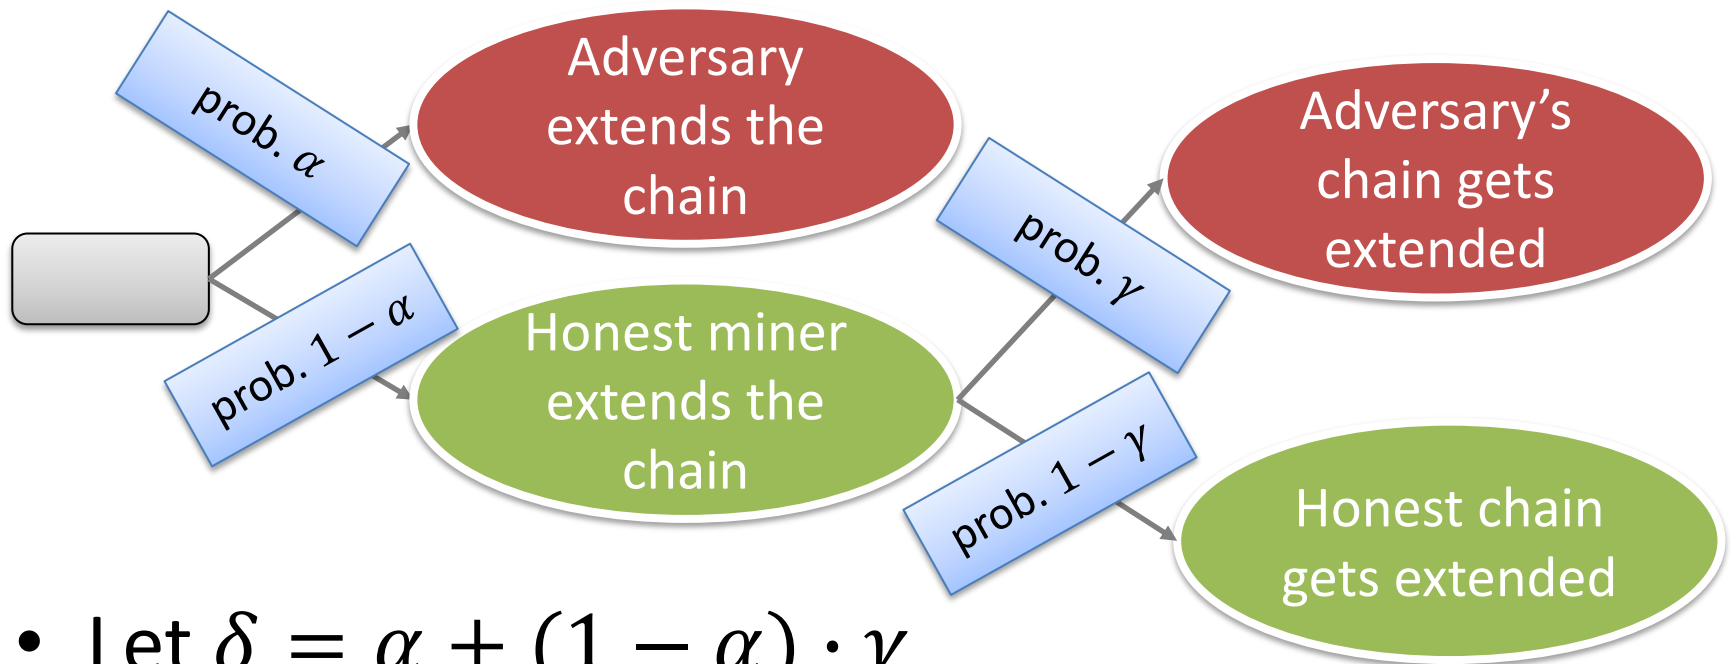 prob. α
Adversary
extends the
chain
prob. 1 − α
Honest miner
extends the
chain
prob. γ
Adversary’s
chain gets
extended
prob. 1 − γ
Honest chain
gets extended
• Let δ = α + (1 − α) · γ